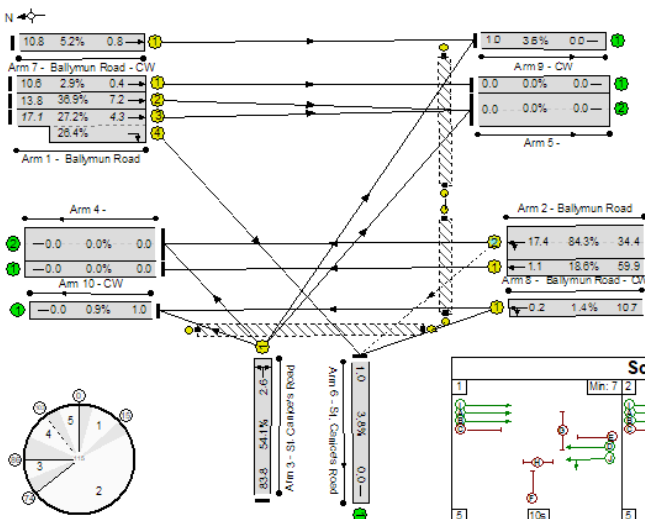 N
10.8 5.2% 0.8 1
1.0 3.6% 0.0 1
Arm 7 - Ballymun Road - CW
Arm 9 - CW
10.6 2.9% 0.4 1
13.8 36.9% 7.2 2
17.1 27.2% 4.3 3
26.4% 4
Arm 1 - Ballymun Road
0.0 0.0% 0.0 1
0.0 0.0% 0.0 2
Arm 5 -
Arm 4 -
2 0.0 0.0% 0.0
1 0.0 0.0% 0.0
Arm 10 - CW
1 0.0 0.9% 1.0
Arm 2 - Ballymun Road
2 17.4 84.3% 34.4
1 1.1 18.6% 59.9
Arm 8 - Ballymun Road - CW
1 0.2 1.4% 10.7
83.8 54.1% 2.6
Arm 3 - St. Canice's Road
Arm 6 - St. Canice's Road
1.0 3.8% 0.0
0
15
5
4
1
3
2
74
Sc
1
Min: 7
2
5
10s
5